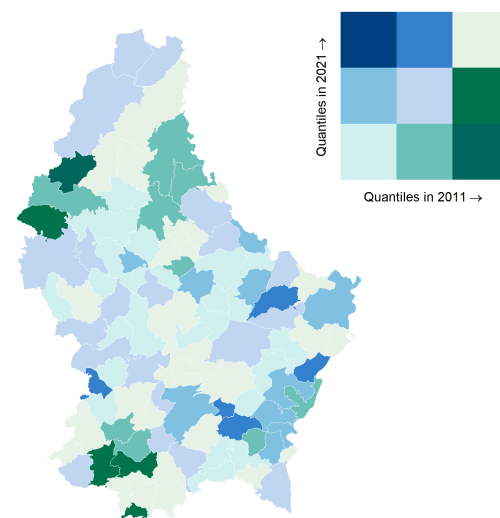 Quantiles in 2021 →
Quantiles in 2011 →